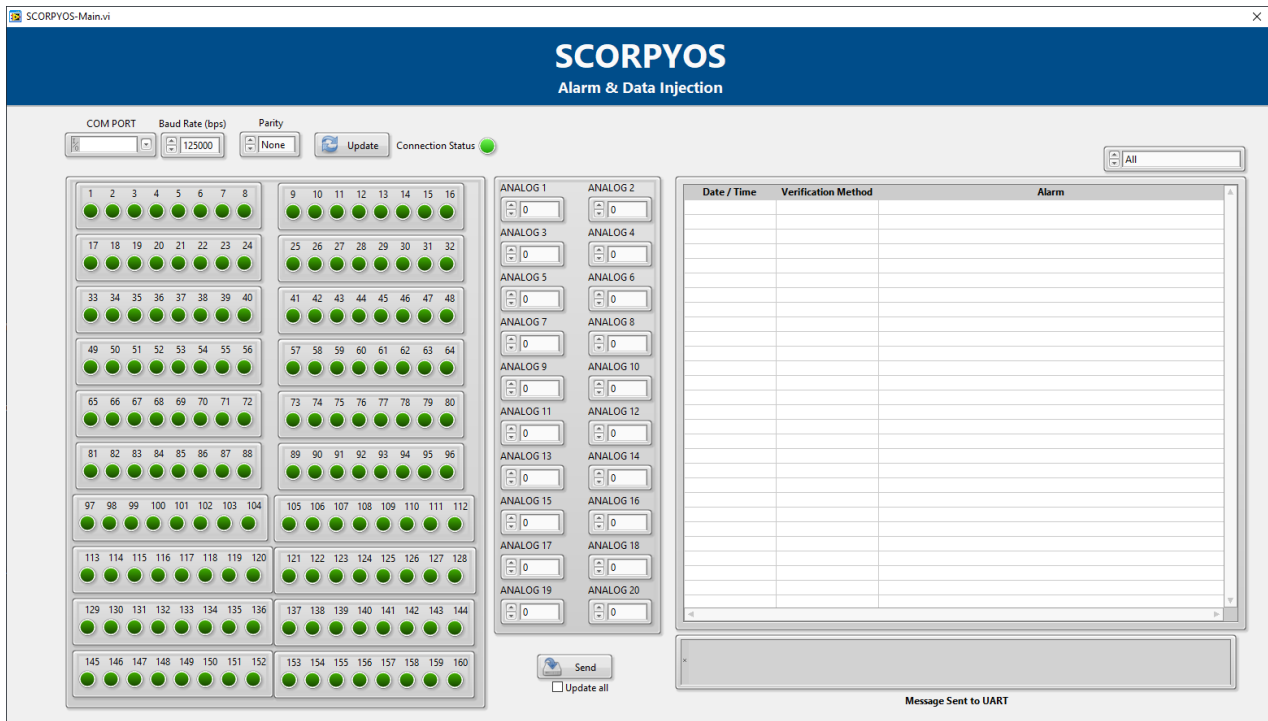 SCORPYOS-Main.vi
SCORPYOS
Alarm & Data Injection
COM PORT Baud Rate (bps) Parity
125000 None Update Connection Status
All
1 2 3 4 5 6 7 8
9 10 11 12 13 14 15 16
17 18 19 20 21 22 23 24
25 26 27 28 29 30 31 32
33 34 35 36 37 38 39 40
41 42 43 44 45 46 47 48
49 50 51 52 53 54 55 56
57 58 59 60 61 62 63 64
65 66 67 68 69 70 71 72
73 74 75 76 77 78 79 80
81 82 83 84 85 86 87 88
89 90 91 92 93 94 95 96
97 98 99 100 101 102 103 104
105 106 107 108 109 110 111 112
113 114 115 116 117 118 119 120
121 122 123 124 125 126 127 128
129 130 131 132 133 134 135 136
137 138 139 140 141 142 143 144
145 146 147 148 149 150 151 152
153 154 155 156 157 158 159 160
ANALOG 1 ANALOG 2
0 0
ANALOG 3 ANALOG 4
0 0
ANALOG 5 ANALOG 6
0 0
ANALOG 7 ANALOG 8
0 0
ANALOG 9 ANALOG 10
0 0
ANALOG 11 ANALOG 12
0 0
ANALOG 13 ANALOG 14
0 0
ANALOG 15 ANALOG 16
0 0
ANALOG 17 ANALOG 18
0 0
ANALOG 19 ANALOG 20
0 0
Send
Update all
Date / Time Verification Method Alarm
Message Sent to UART